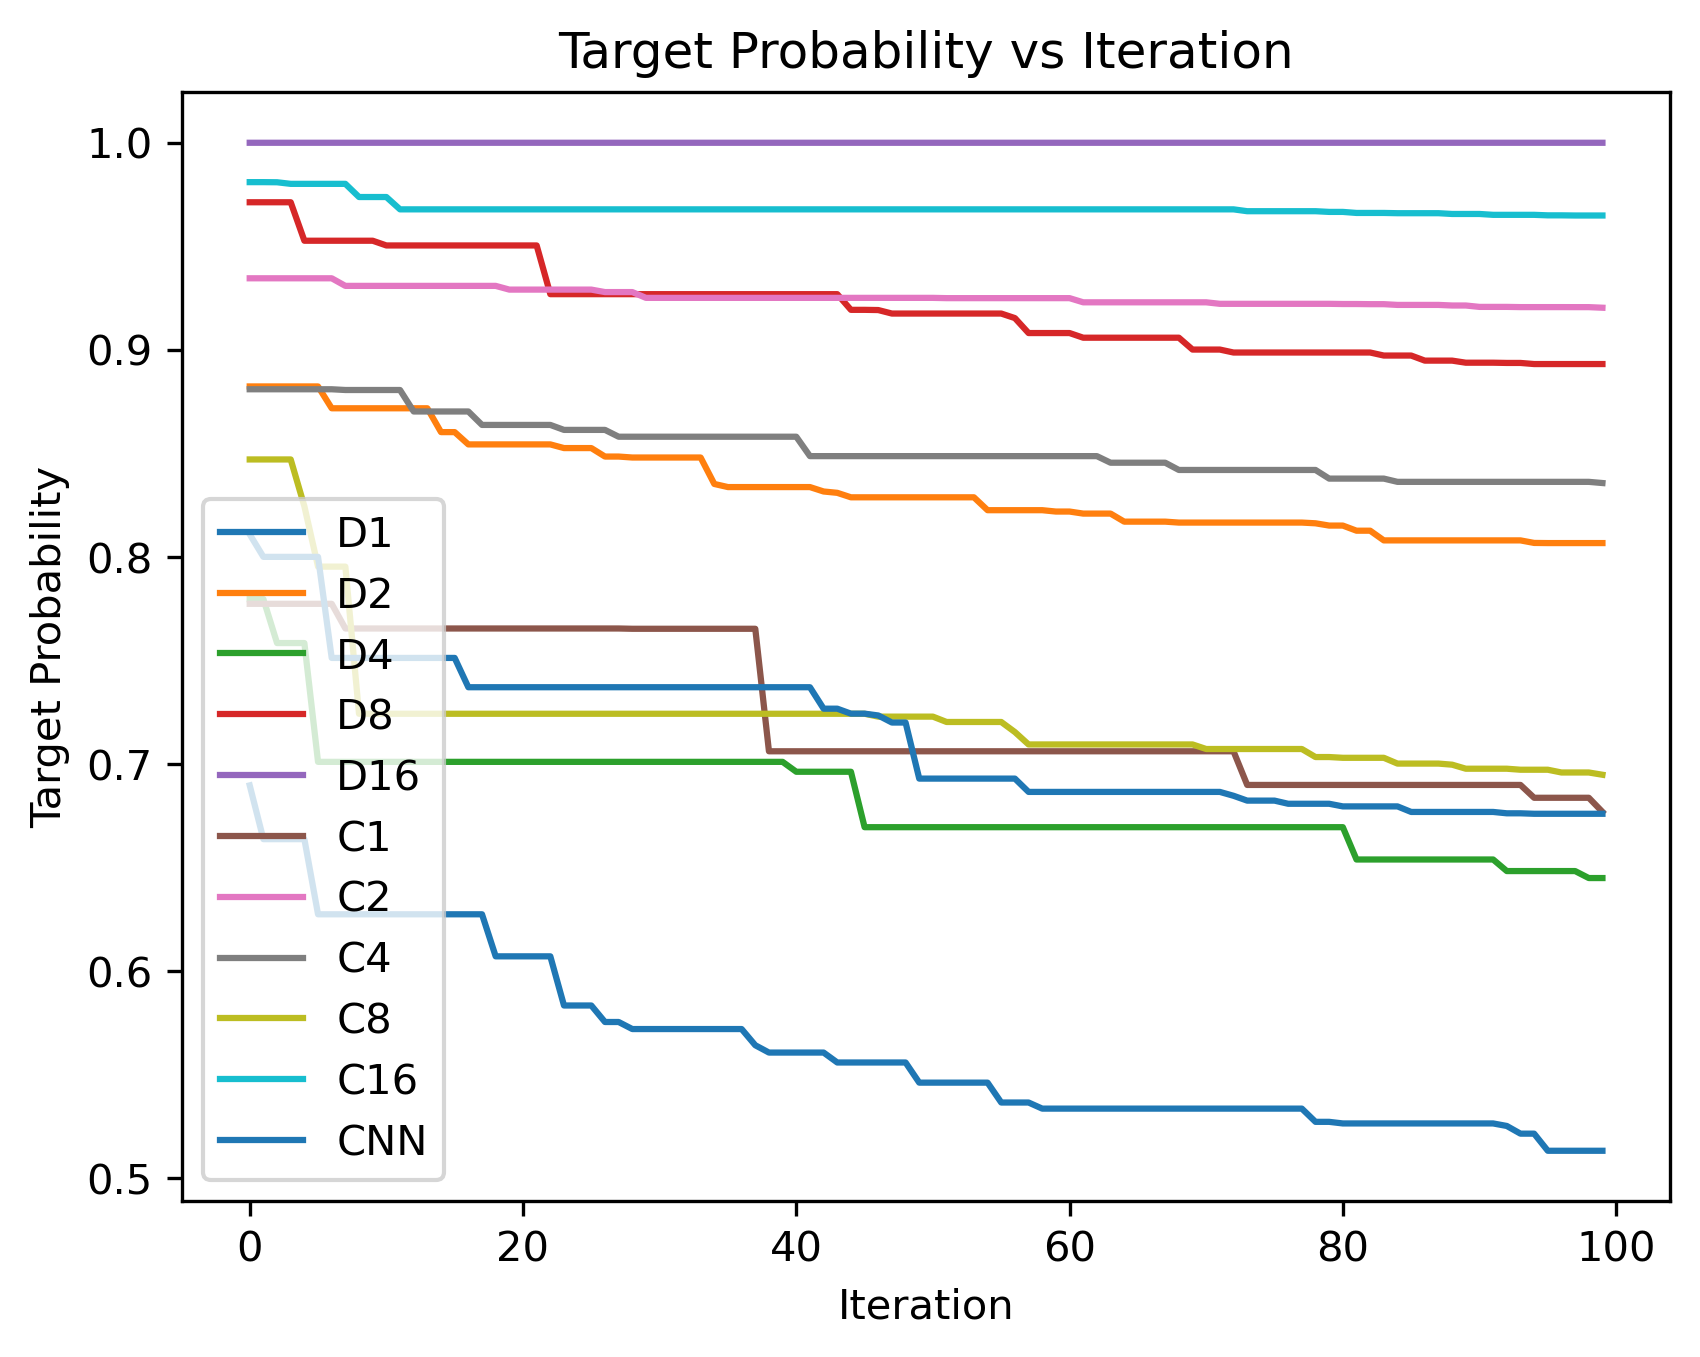 Target Probability vs Iteration
Target Probability
1.0
0.9
0.8
0.7
0.6
0.5
D1
D2
D4
D8
D16
C1
C2
C4
C8
C16
CNN
0 20 40 60 80 100
Iteration